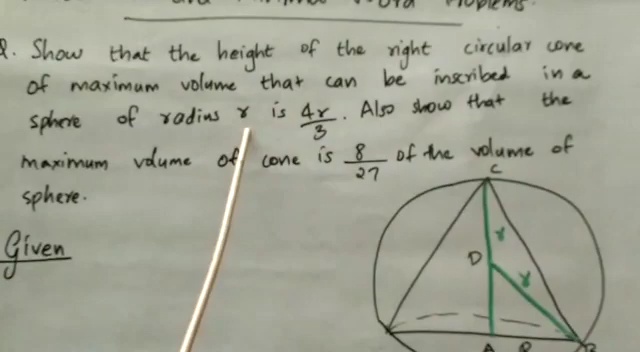 Word Problems.
Q. Show that the height of the right circular cone
of maximum volume that can be inscribed in a
sphere of radius r is 4r/3. Also show that the
maximum volume of cone is 8/27 of the volume of
sphere.
Given
C
r
D
r
A R B